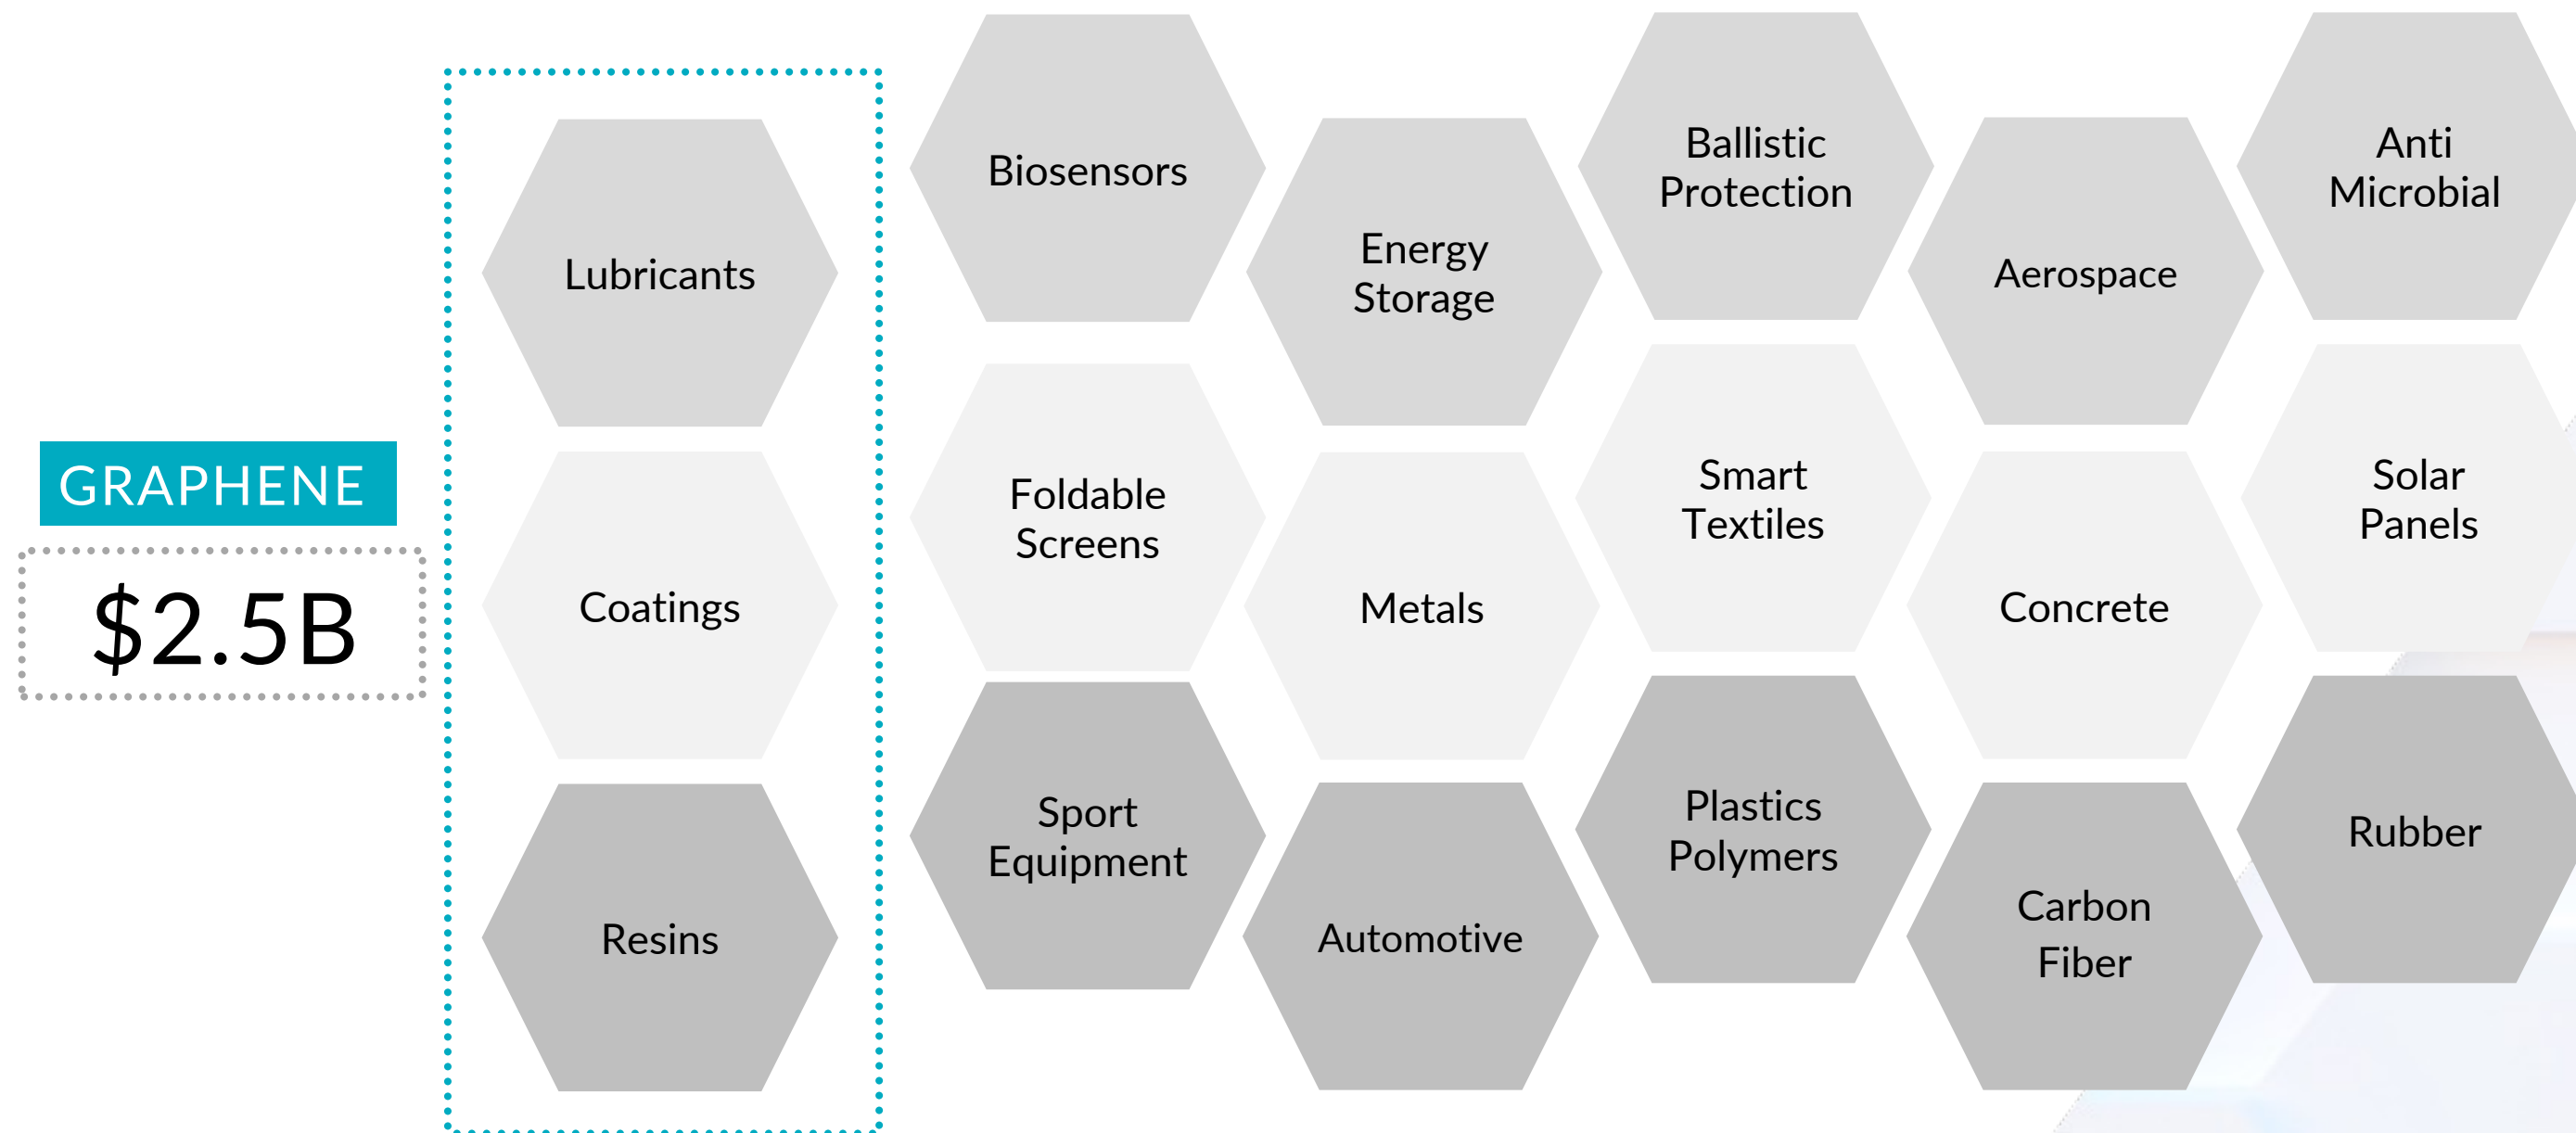 GRAPHENE
$2.5B
Lubricants
Coatings
Resins
Biosensors
Foldable
Screens
Sport
Equipment
Energy
Storage
Metals
Automotive
Ballistic
Protection
Smart
Textiles
Plastics
Polymers
Aerospace
Concrete
Carbon
Fiber
Anti
Microbial
Solar
Panels
Rubber